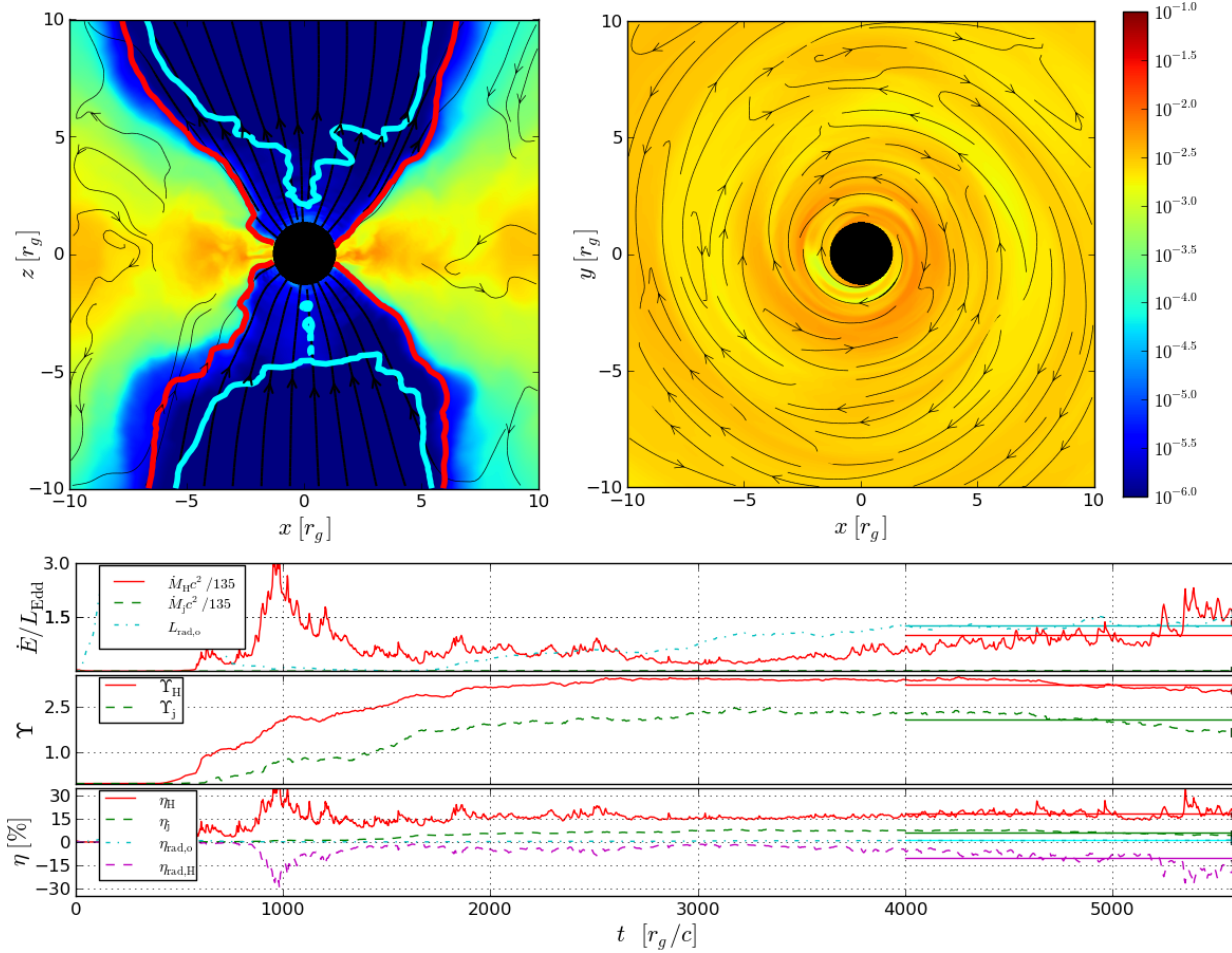 10
5
0
−5
−10
z [r_g]
−10 −5 0 5 10
x [r_g]
10
5
0
−5
−10
y [r_g]
−10 −5 0 5 10
x [r_g]
10^{−1.0}
10^{−1.5}
10^{−2.0}
10^{−2.5}
10^{−3.0}
10^{−3.5}
10^{−4.0}
10^{−4.5}
10^{−5.0}
10^{−5.5}
10^{−6.0}
Ė/L_Edd
3.0
1.5
Ṁ_H c² /135
Ṁ_j c² /135
L_rad,o
Υ
2.5
1.0
Υ_H
Υ_j
η [%]
30
15
0
−15
−30
η_H
η_j
η_rad,o
η_rad,H
0 1000 2000 3000 4000 5000
t [r_g/c]